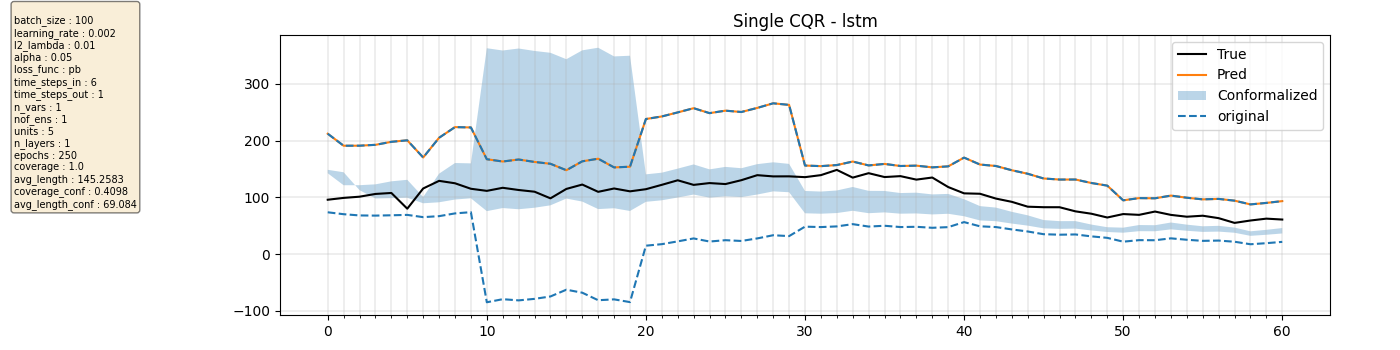 batch_size : 100
learning_rate : 0.002
l2_lambda : 0.01
alpha : 0.05
loss_func : pb
time_steps_in : 6
time_steps_out : 1
n_vars : 1
nof_ens : 1
units : 5
n_layers : 1
epochs : 250
coverage : 1.0
avg_length : 145.2583
coverage_conf : 0.4098
avg_length_conf : 69.084
Single CQR - lstm
True
Pred
Conformalized
original
300
200
100
0
−100
0 10 20 30 40 50 60